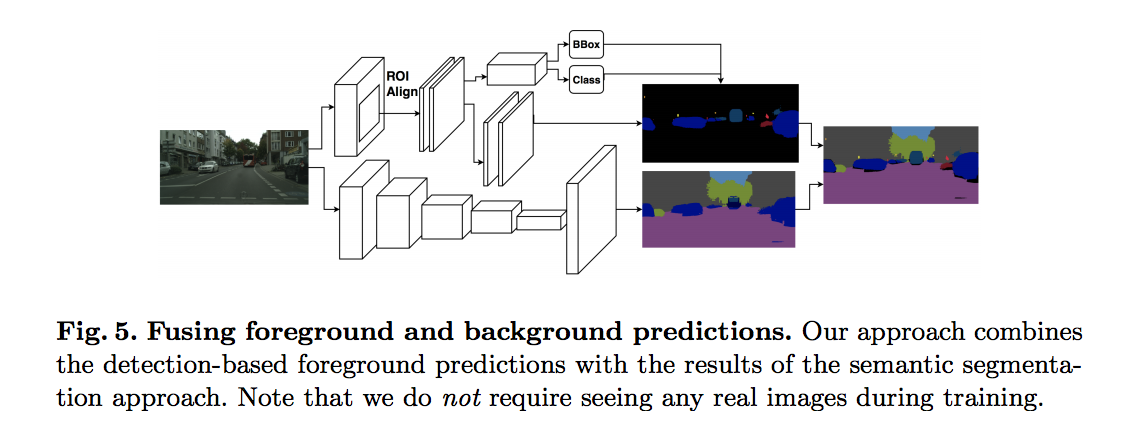 BBox
ROI
Align
Class
Fig. 5. Fusing foreground and background predictions. Our approach combines
the detection-based foreground predictions with the results of the semantic segmenta-
tion approach. Note that we do not require seeing any real images during training.